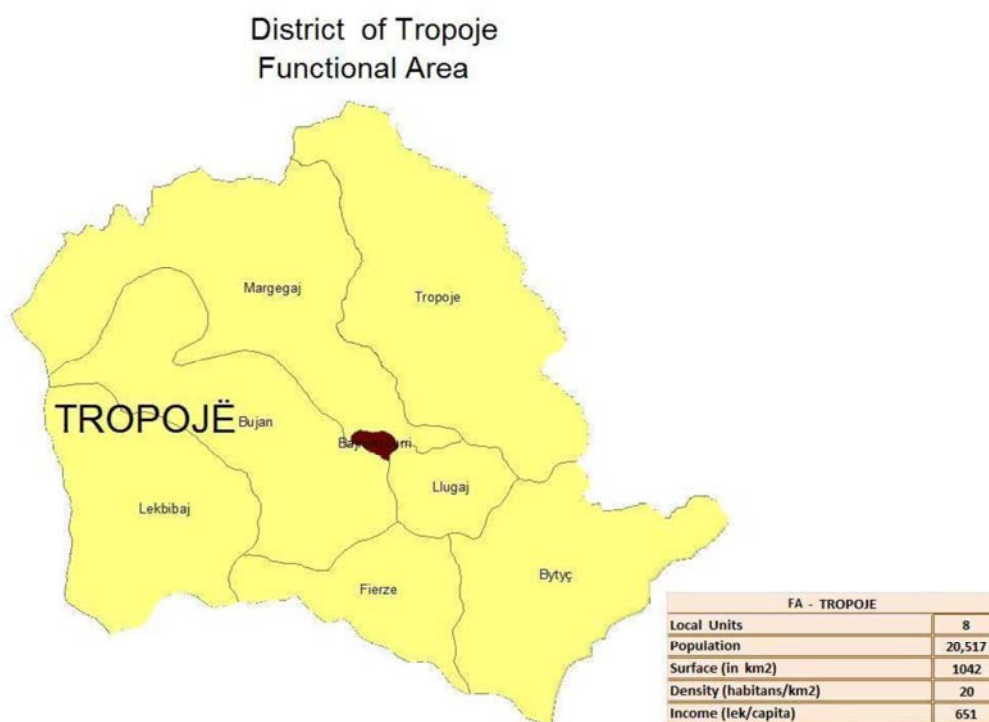 District of Tropoje
Functional Area
Margegaj
Tropoje
TROPOJË
Bujan
Llugaj
Lekbibaj
Bytyç
Fierze
FA - TROPOJE
Local Units 8
Population 20,517
Surface (in km2) 1042
Density (habitans/km2) 20
Income (lek/capita) 651